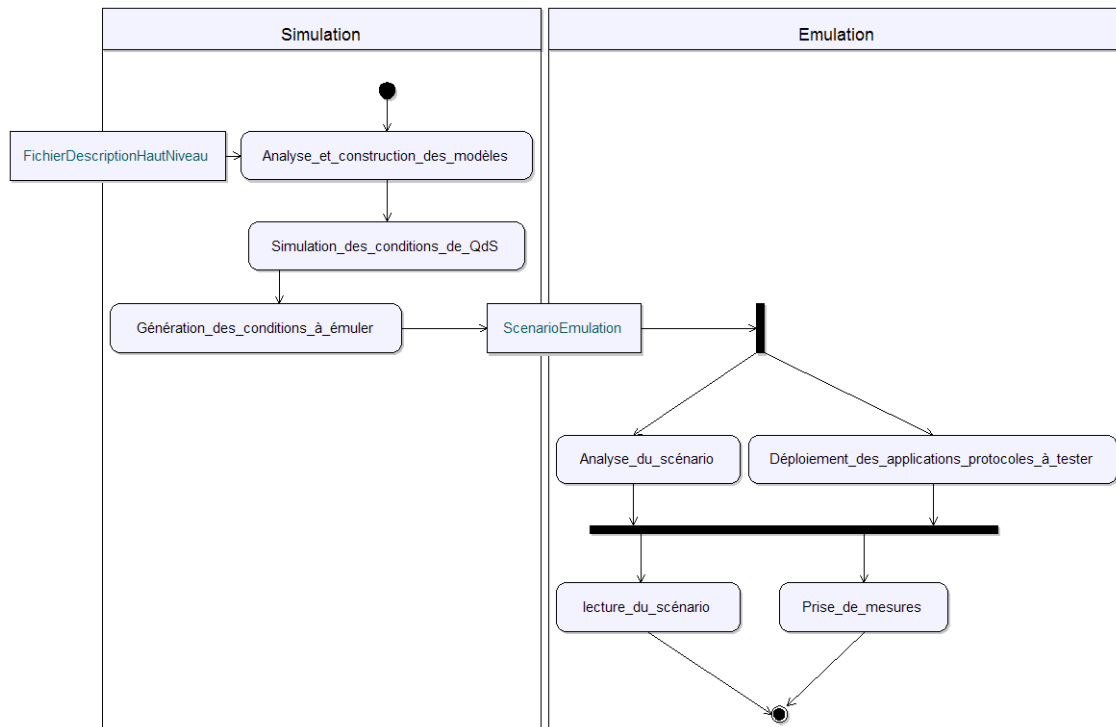 Simulation
Emulation
FichierDescriptionHautNiveau
Analyse_et_construction_des_modèles
Simulation_des_conditions_de_QdS
Génération_des_conditions_à_émuler
ScenarioEmulation
Analyse_du_scénario
Déploiement_des_applications_protocoles_à_tester
lecture_du_scénario
Prise_de_mesures